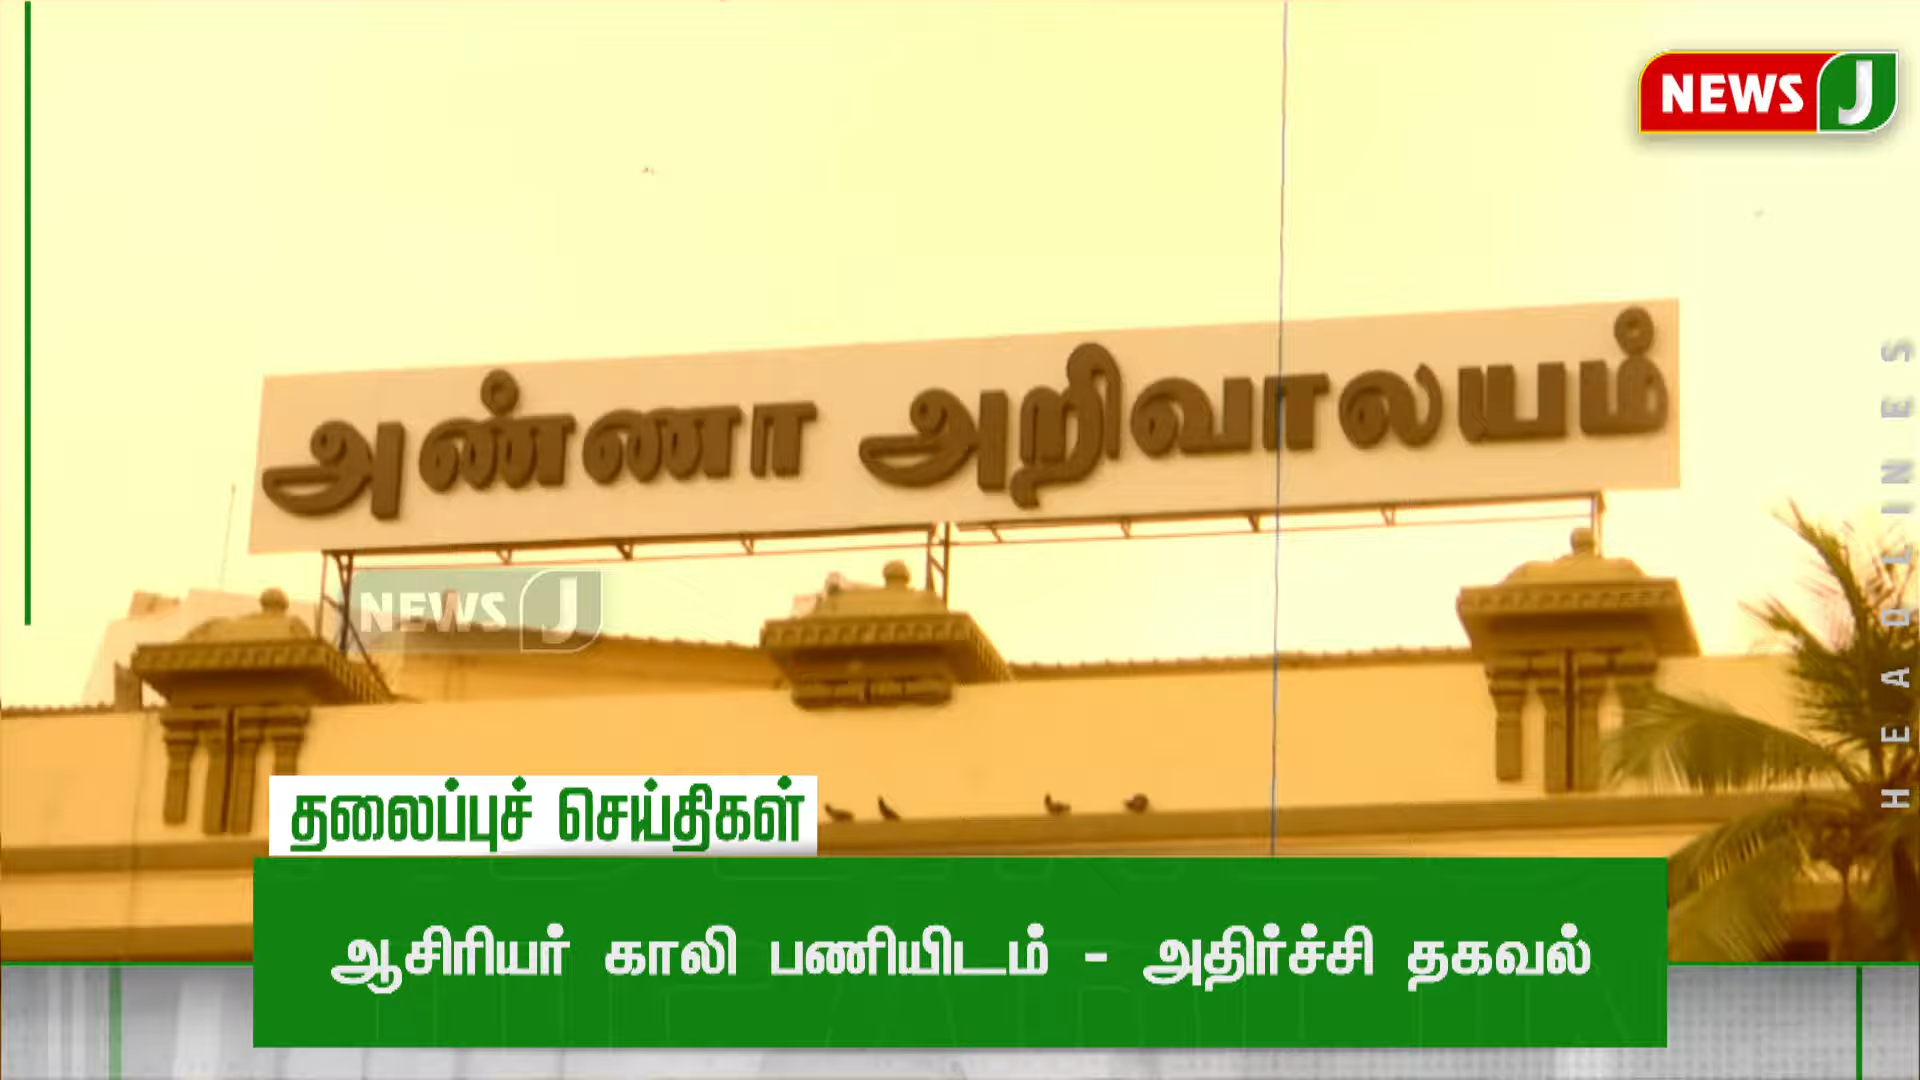 NEWS J
அண்ணா அறிவாலயம்
NEWS J
HEADLINES
தலைப்புச் செய்திகள்
ஆசிரியர் காலி பணியிடம் - அதிர்ச்சி தகவல்